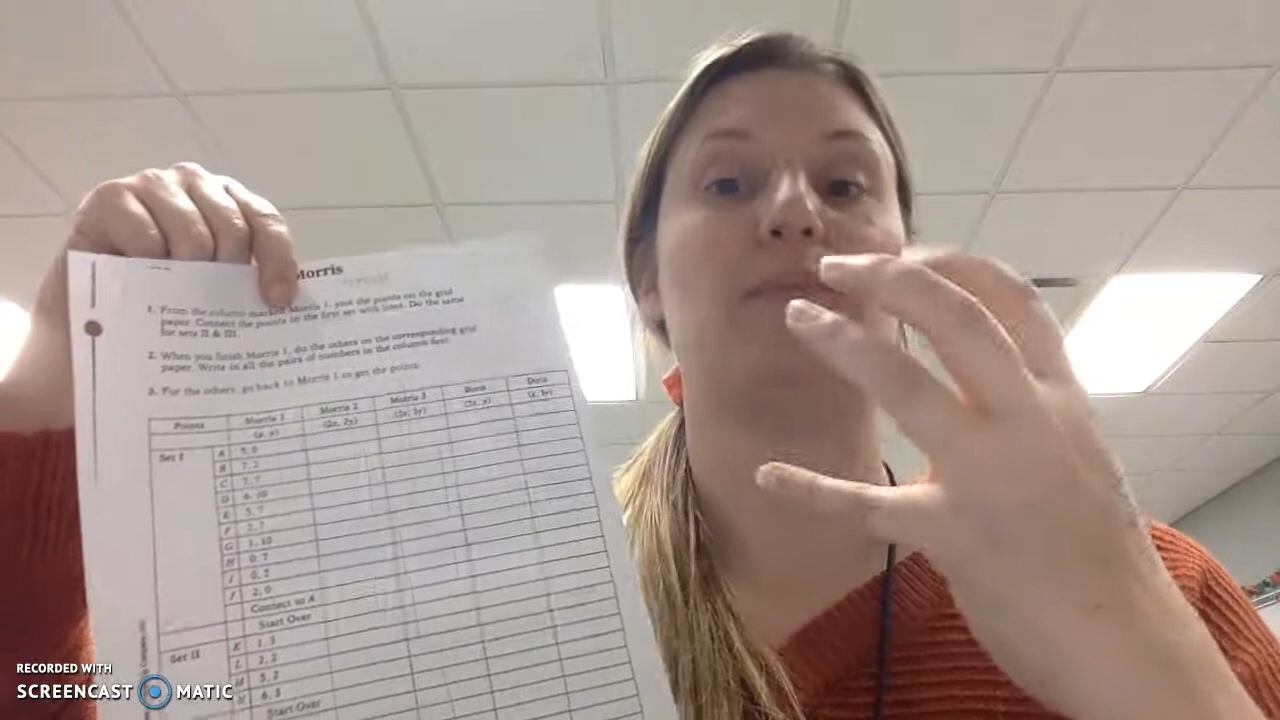 Morris
1. From the column marked Morris 1, plot the points on the grid
paper. Connect the points in the first set with lines. Do the same
for sets II & III.
2. When you finish Morris 1, do the others on the corresponding grid
paper. Write in all the pairs of numbers in the columns first.
3. For the others, go back to Morris 1 to get the points.
Points Morris 1 Morris 2 Morris 3 Doris Doris
(x, y) (2x, 2y) (3x, 3y) (3x, y) (x, 3y)
Set I A 5, 0
B 7, 2
C 7, 7
D 6, 10
E 5, 7
F 2, 7
G 1, 10
H 0, 7
I 0, 2
J 2, 0
Connect to A
Start Over
Set II K 1, 3
L 2, 2
M 5, 2
N 6, 3
Start Over
RECORDED WITH
SCREENCAST MATIC